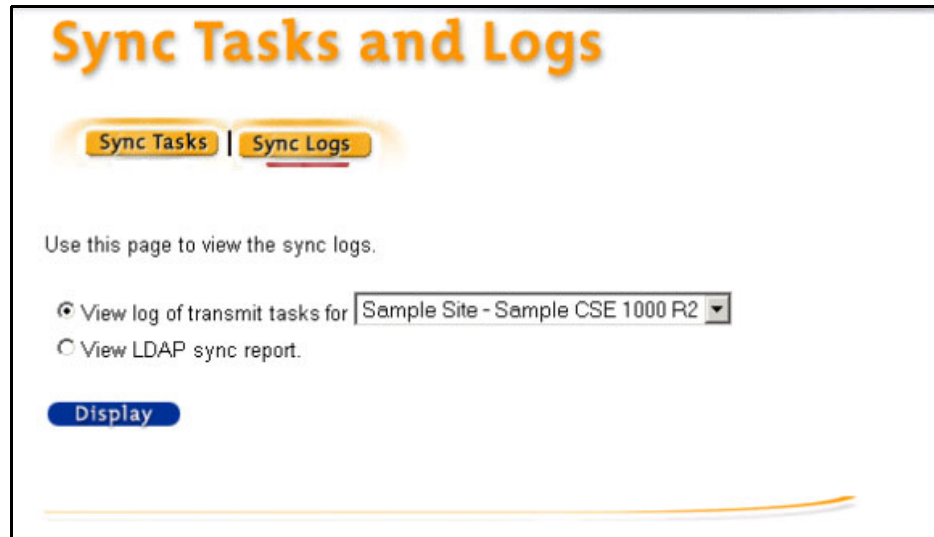 Sync Tasks and Logs
Sync Tasks | Sync Logs
Use this page to view the sync logs.
View log of transmit tasks for Sample Site - Sample CSE 1000 R2
View LDAP sync report.
Display